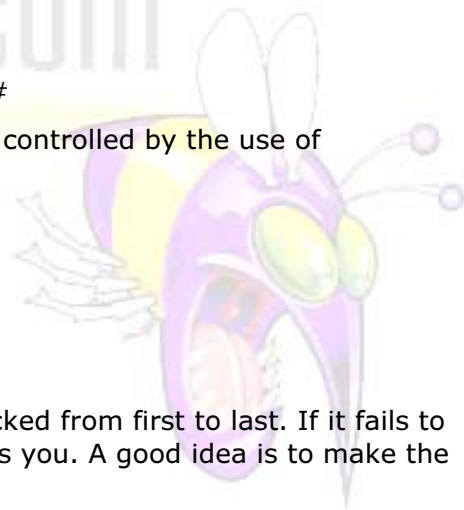 com
#
controlled by the use of
cked from first to last. If it fails to
s you. A good idea is to make the